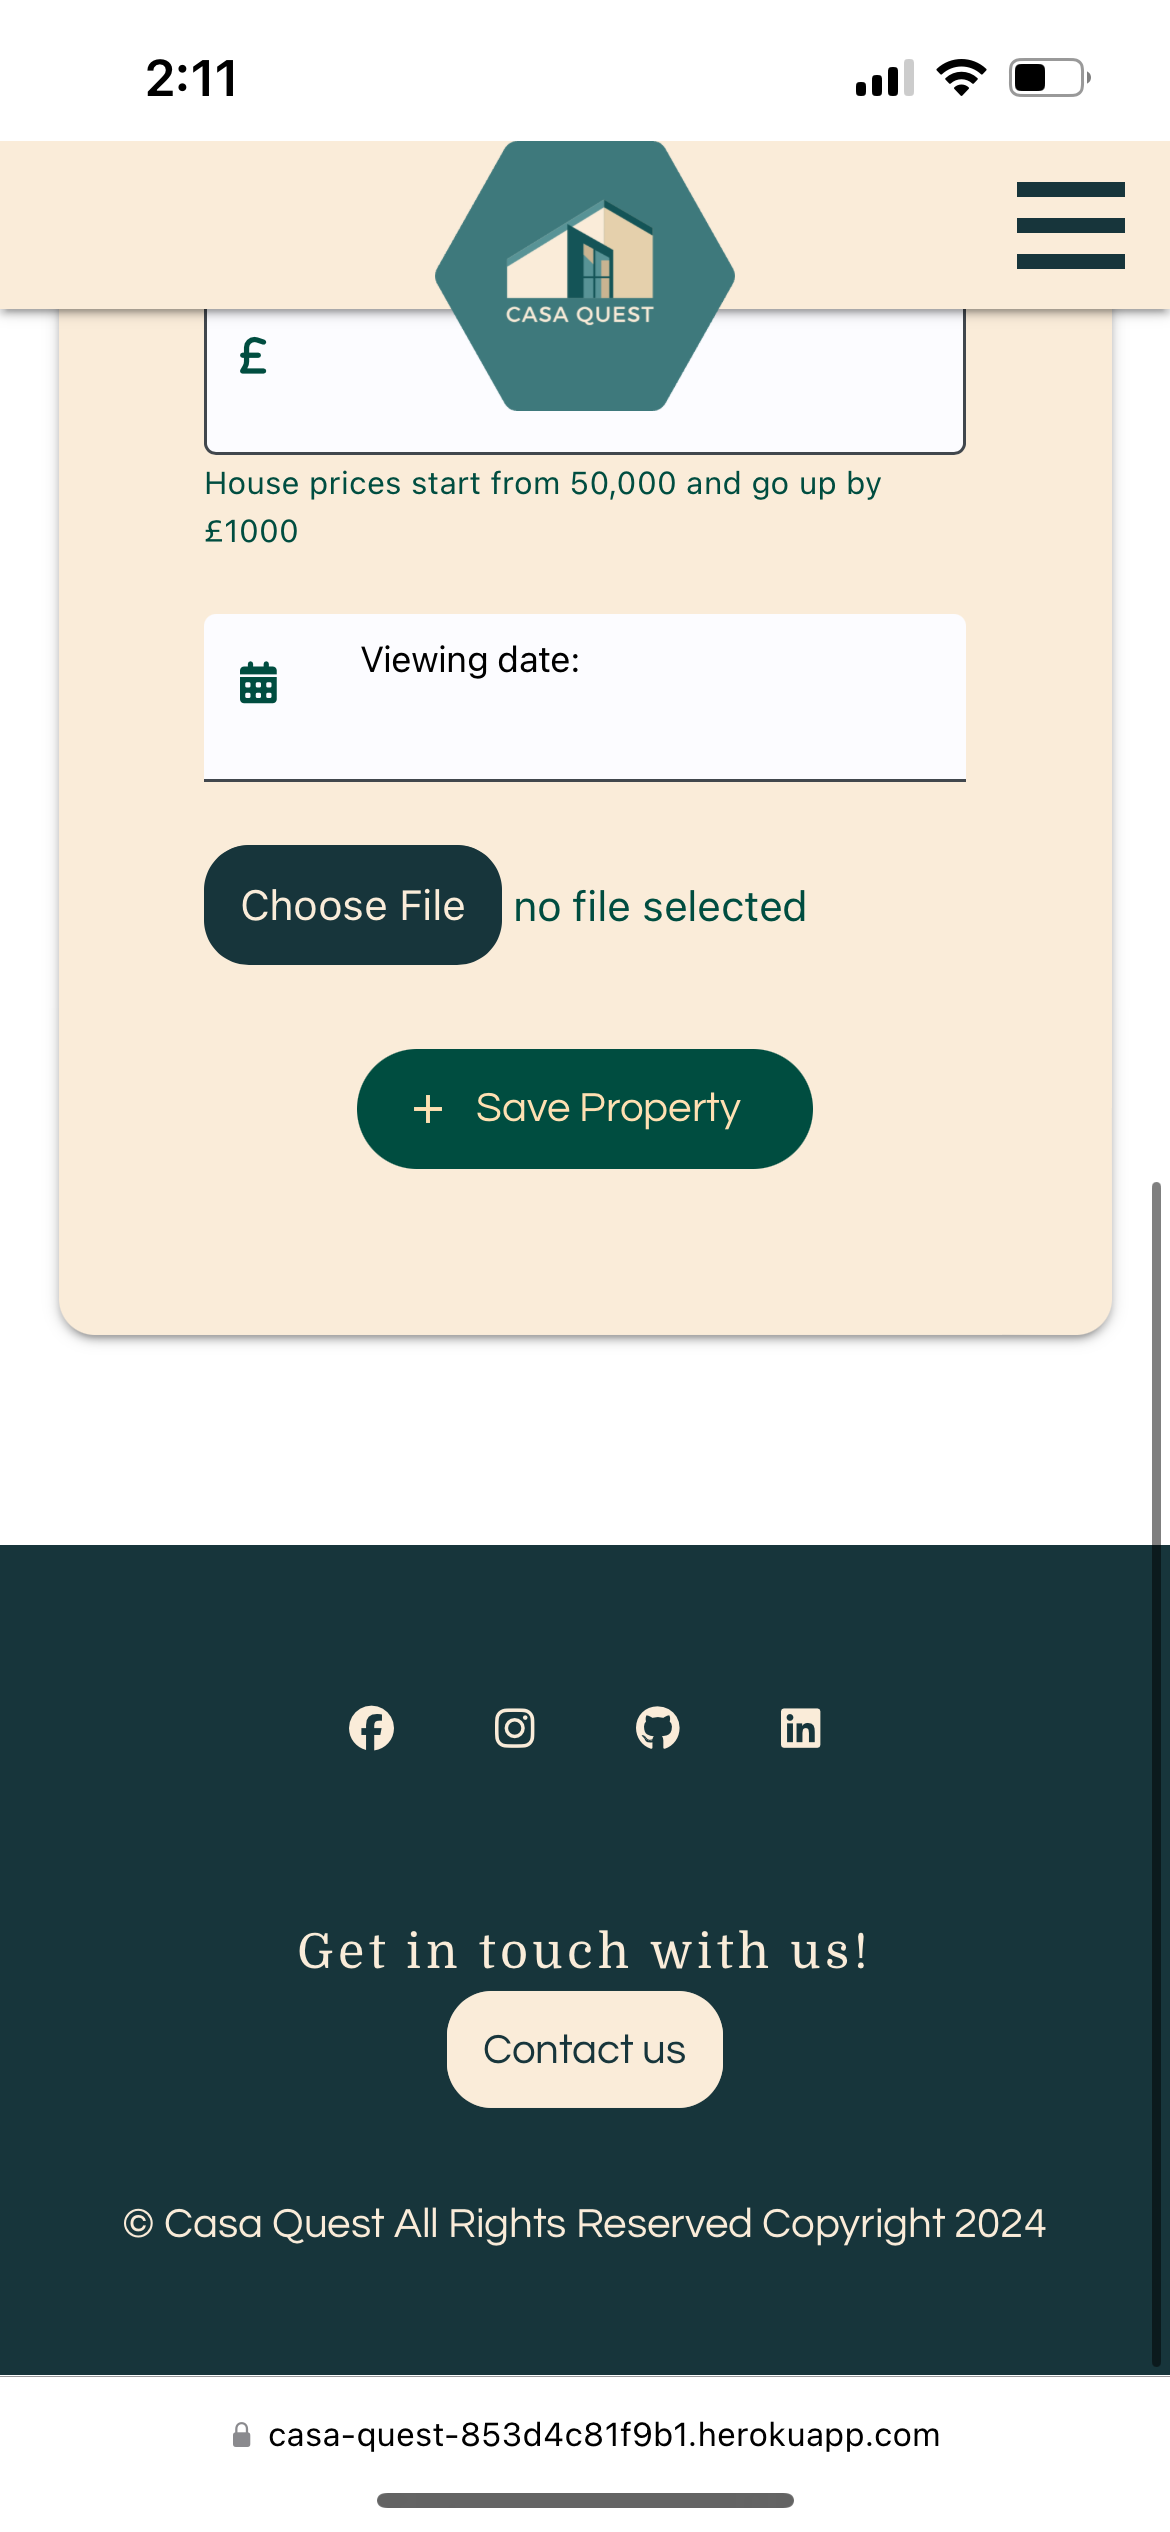 2:11
CASA QUEST
£
House prices start from 50,000 and go up by
£1000
Viewing date:
Choose File no file selected
+ Save Property
Get in touch with us!
Contact us
© Casa Quest All Rights Reserved Copyright 2024
casa-quest-853d4c81f9b1.herokuapp.com